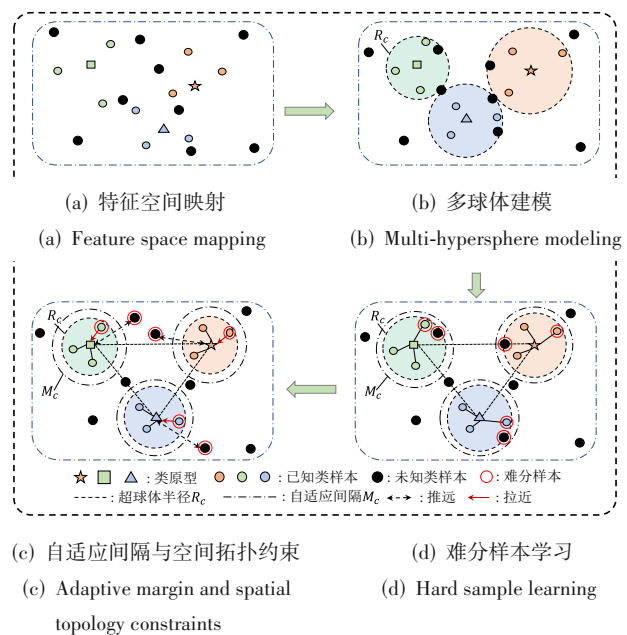 R_c
(a) 特征空间映射
(b) 多球体建模
(a) Feature space mapping
(b) Multi-hypersphere modeling
R_c
M_c
R_c
M_c
: 类原型
: 已知类样本
: 未知类样本
: 难分样本
: 超球体半径R_c
: 自适应间隔M_c
: 推远
: 拉近
(c) 自适应间隔与空间拓扑约束
(d) 难分样本学习
(c) Adaptive margin and spatial
topology constraints
(d) Hard sample learning